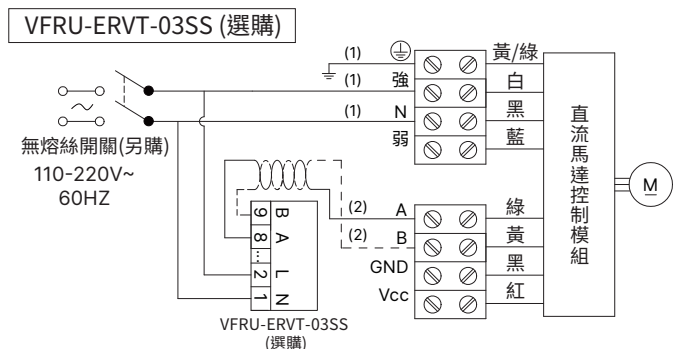 VFRU-ERVT-03SS (選購)
(1) 黃/綠
(1) 強 白
(1) N 黑
弱 藍
無熔絲開關(另購)
110-220V~
60HZ
直流馬達控制模組
M
(2) A 綠
(2) B 黃
GND 黑
Vcc 紅
9 B
8 A
...
2 L
1 N
VFRU-ERVT-03SS
(選購)